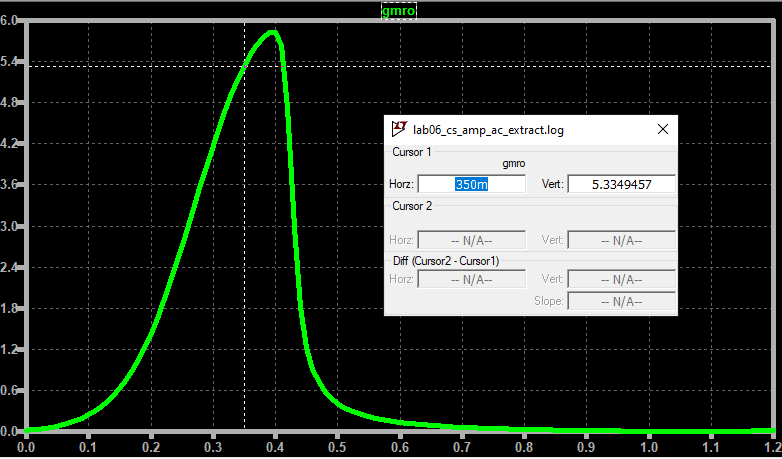 gmro
6.0
5.4
4.8
4.2
3.6
3.0
2.4
1.8
1.2
0.6
0.0
0.0 0.1 0.2 0.3 0.4 0.5 0.6 0.7 0.8 0.9 1.0 1.1 1.2
lab06_cs_amp_ac_extract.log
Cursor 1
gmro
Horz: 350m Vert: 5.3349457
Cursor 2
Horz: -- N/A-- Vert: -- N/A--
Diff (Cursor2 - Cursor1)
Horz: -- N/A-- Vert: -- N/A--
Slope: -- N/A--